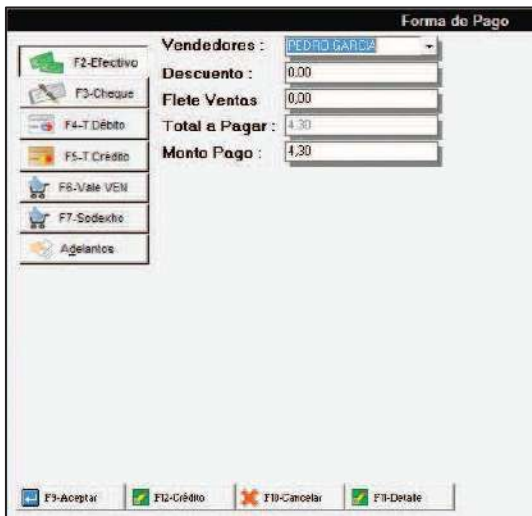 Forma de Pago
F2-Efectivo
F3-Cheque
F4-T.Débito
F5-T.Crédito
F6-Vale VEN
F7-Sodexho
Adelantos
Vendedores : PEDRO GARCIA
Descuento : 0,00
Flete Ventas 0,00
Total a Pagar : 4.30
Monto Pago : 4,30
F9-Aceptar F12-Crédito F10-Cancelar F11-Detalle